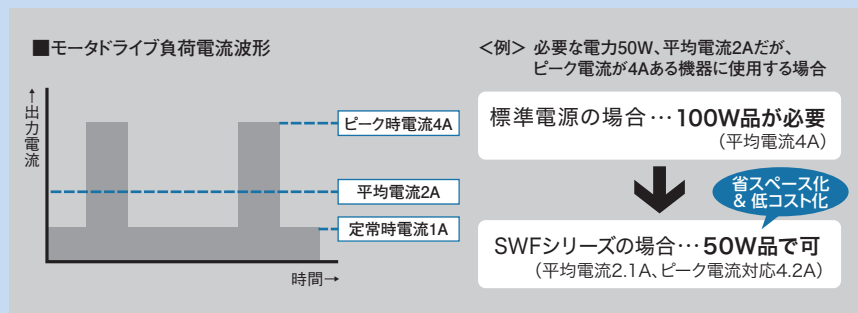 ■モータドライブ負荷電流波形
↑出力電流
ピーク時電流4A
平均電流2A
定常時電流1A
時間→
＜例＞ 必要な電力50W、平均電流2Aだが、
ピーク電流が4Aある機器に使用する場合
標準電源の場合…100W品が必要
（平均電流4A）
省スペース化
& 低コスト化
SWFシリーズの場合…50W品で可
（平均電流2.1A、ピーク電流対応4.2A）